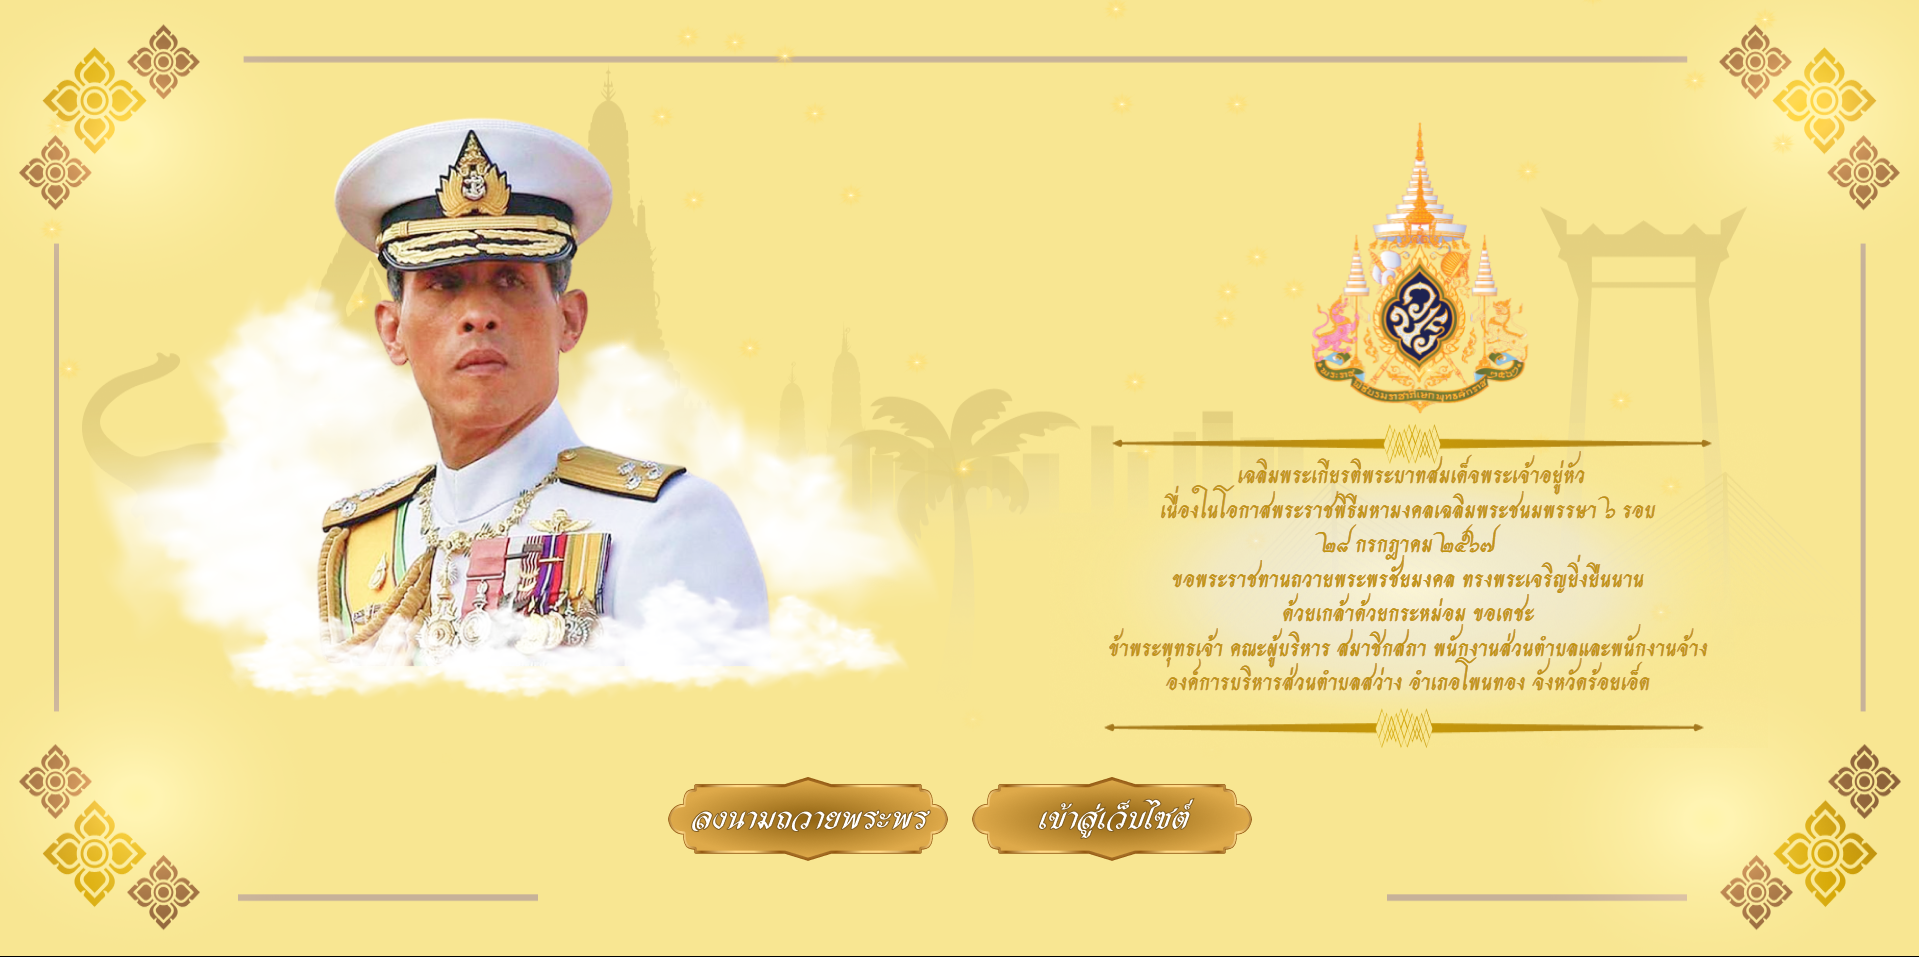 เฉลิมพระเกียรติพระบาทสมเด็จพระเจ้าอยู่หัว
เนื่องในโอกาสพระราชพิธีมหามงคลเฉลิมพระชนมพรรษา ๖ รอบ
๒๘ กรกฎาคม ๒๕๖๗
ขอพระราชทานถวายพระพรชัยมงคล ทรงพระเจริญยิ่งยืนนาน
ด้วยเกล้าด้วยกระหม่อม ขอเดชะ
ข้าพระพุทธเจ้า คณะผู้บริหาร สมาชิกสภา พนักงานส่วนตำบลและพนักงานจ้าง
องค์การบริหารส่วนตำบลสว่าง อำเภอโพนทอง จังหวัดร้อยเอ็ด
ลงนามถวายพระพร
เข้าสู่เว็บไซต์